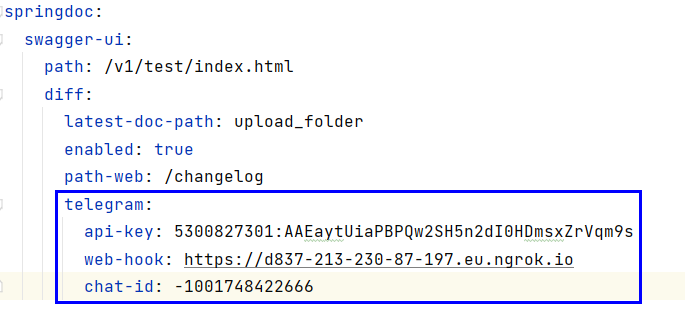 springdoc:
swagger-ui:
path: /v1/test/index.html
diff:
latest-doc-path: upload_folder
enabled: true
path-web: /changelog
telegram:
api-key: 5300827301:AAEaytUiaPBPQw2SH5n2dI0HDmsxZrVqm9s
web-hook: https://d837-213-230-87-197.eu.ngrok.io
chat-id: -1001748422666